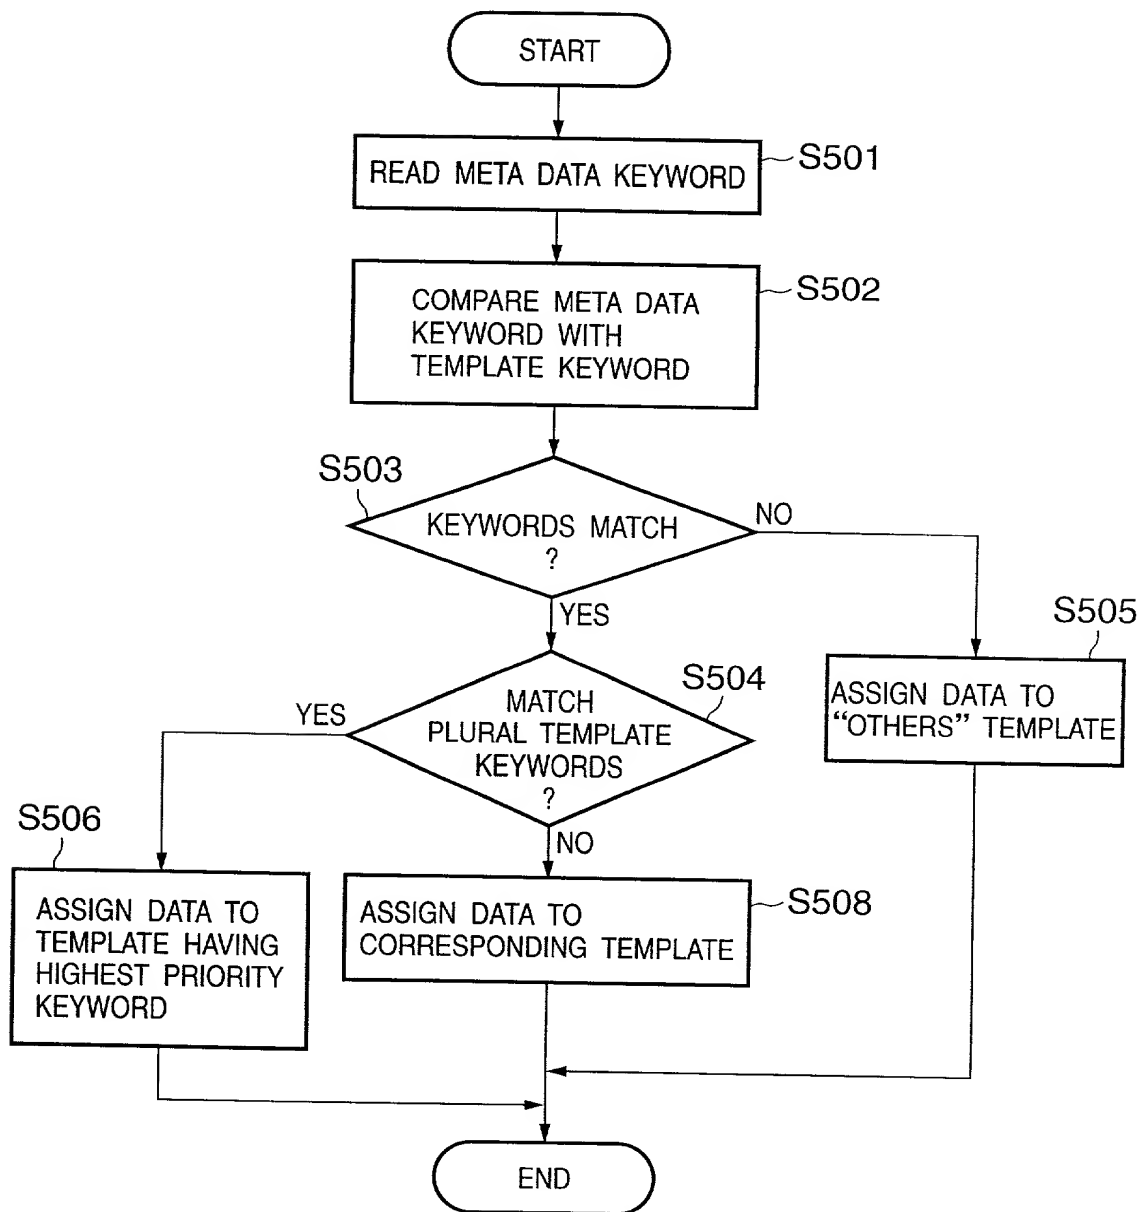 START
READ META DATA KEYWORD
S501
COMPARE META DATA
KEYWORD WITH
TEMPLATE KEYWORD
S502
S503
KEYWORDS MATCH
?
NO
YES
S505
ASSIGN DATA TO
“OTHERS” TEMPLATE
S504
MATCH
PLURAL TEMPLATE
KEYWORDS
?
YES
NO
S506
ASSIGN DATA TO
TEMPLATE HAVING
HIGHEST PRIORITY
KEYWORD
ASSIGN DATA TO
CORRESPONDING TEMPLATE
S508
END